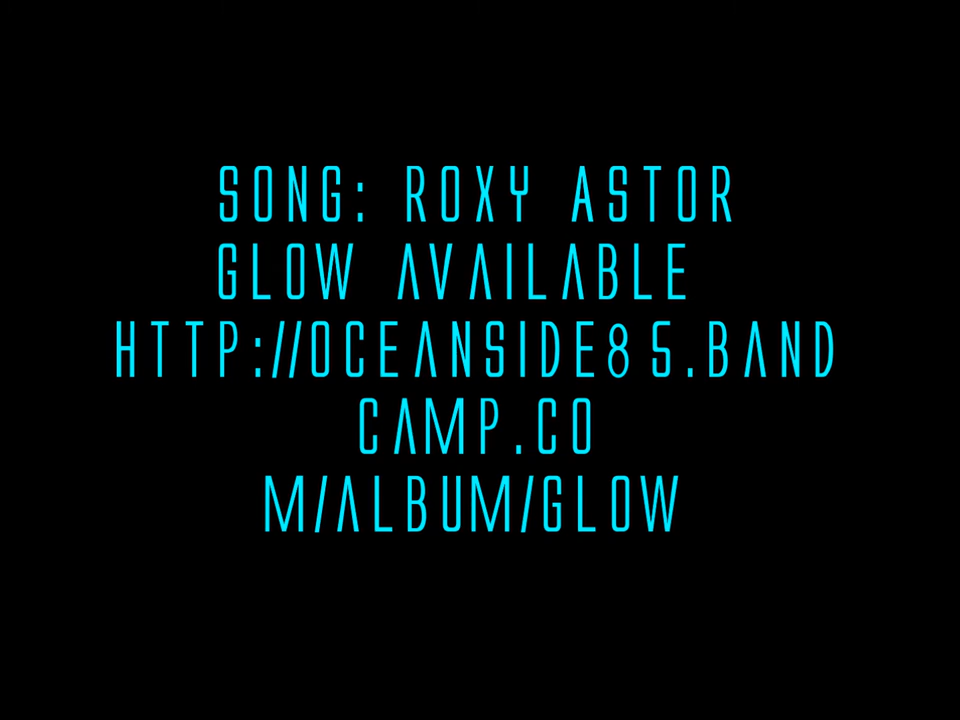 SONG: ROXY ASTOR
GLOW AVAILABLE
HTTP://OCEANSIDE85.BAND
CAMP.CO
M/ALBUM/GLOW